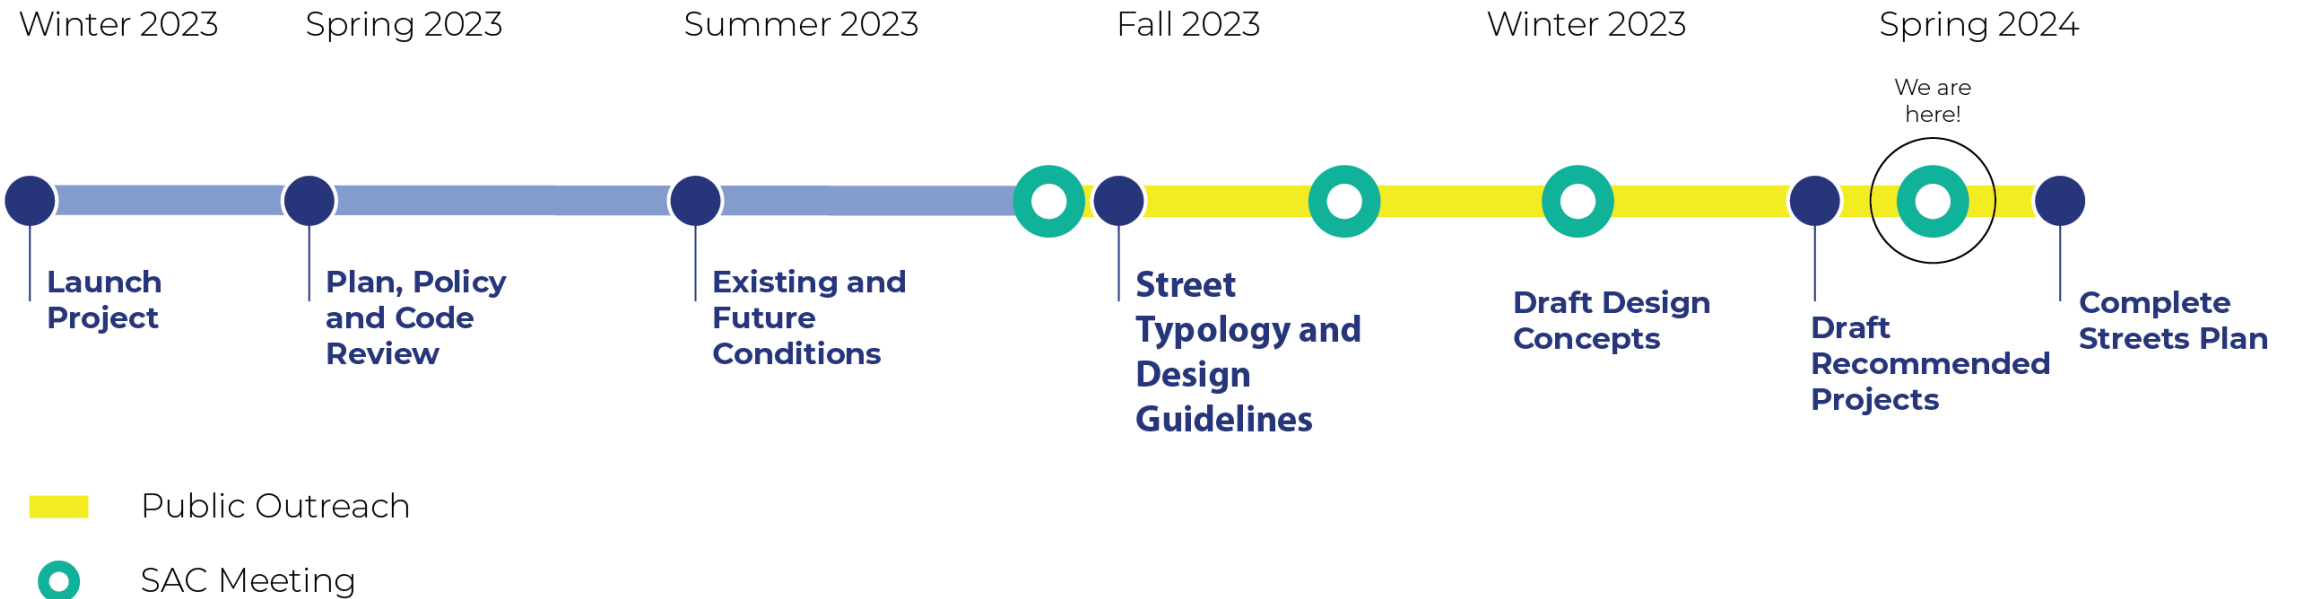 Winter 2023
Spring 2023
Summer 2023
Fall 2023
Winter 2023
Spring 2024
We are
here!
Launch
Project
Plan, Policy
and Code
Review
Existing and
Future
Conditions
Street
Typology and
Design
Guidelines
Draft Design
Concepts
Draft
Recommended
Projects
Complete
Streets Plan
Public Outreach
SAC Meeting